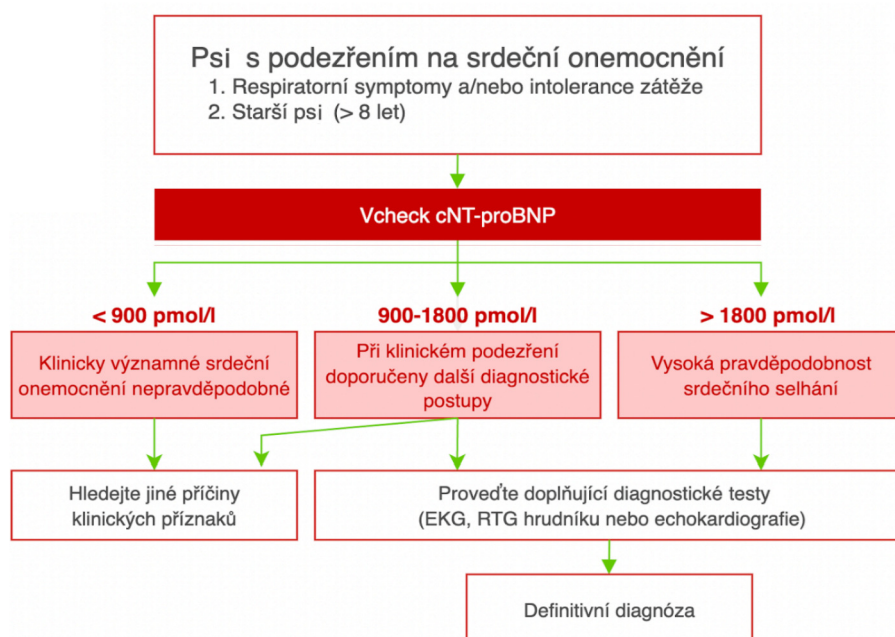 Psi s podezřením na srdeční onemocnění
1. Respiratorní symptomy a/nebo intolerance zátěže
2. Starší psi (> 8 let)
Vcheck cNT-proBNP
< 900 pmol/l
Klinicky významné srdeční
onemocnění nepravděpodobné
900-1800 pmol/l
Při klinickém podezření
doporučeny další diagnostické
postupy
> 1800 pmol/l
Vysoká pravděpodobnost
srdečního selhání
Hledejte jiné příčiny
klinických příznaků
Proveďte doplňující diagnostické testy
(EKG, RTG hrudníku nebo echokardiografie)
Definitivní diagnóza